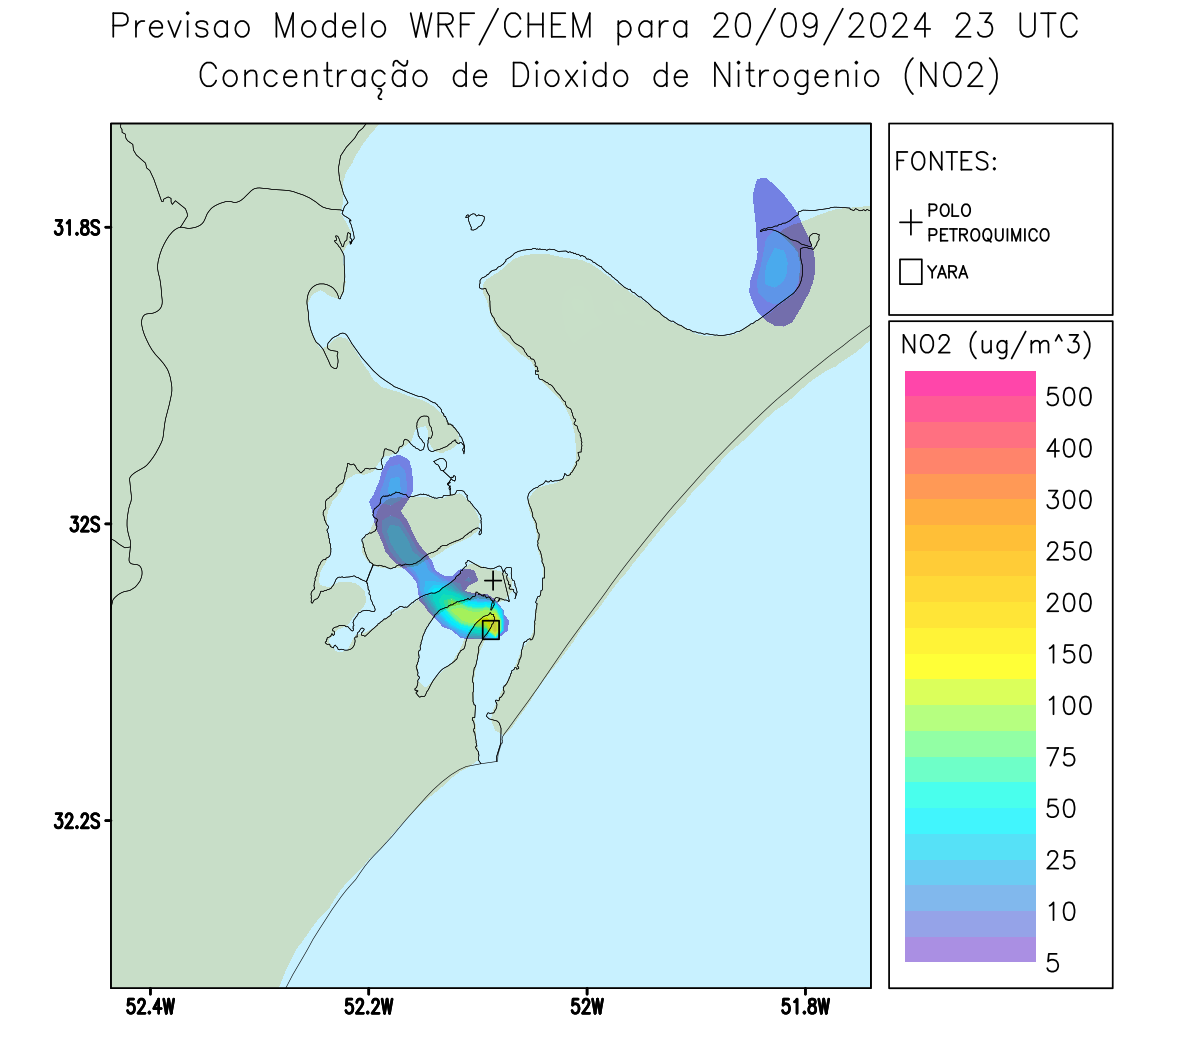 Previsao Modelo WRF/CHEM para 20/09/2024 23 UTC
Concentração de Dioxido de Nitrogenio (NO2)
FONTES:
POLO
PETROQUIMICO
YARA
31.8S
32S
32.2S
52.4W
52.2W
52W
51.8W
NO2 (ug/m^3)
500
400
300
250
200
150
100
75
50
25
10
5